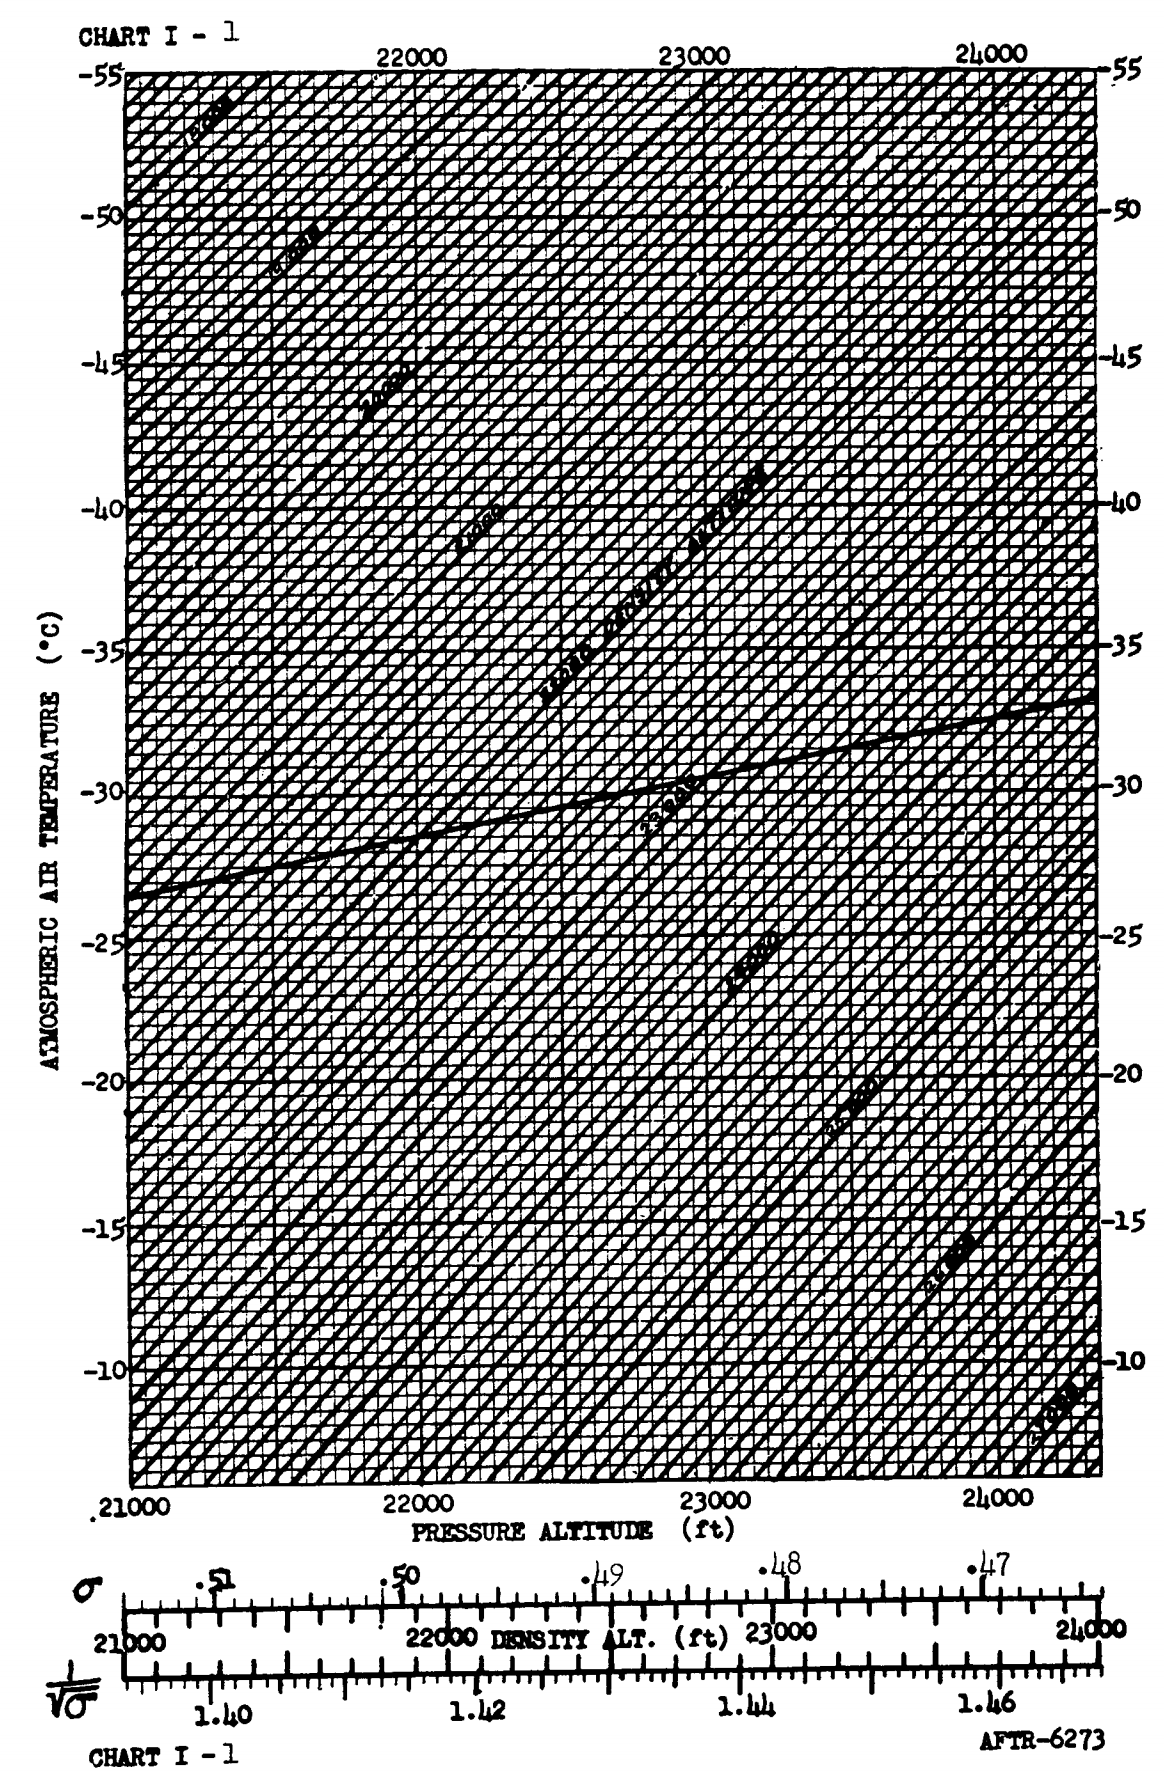 CHART I - 1
22000 23000 24000
-55 -55
-50 -50
-45 -45
-40 -40
-35 -35
-30 -30
-25 -25
-20 -20
-15 -15
-10 -10
ATMOSPHERIC AIR TEMPERATURE (°C)
DENSITY ALTITUDE
23000
.21000 22000 23000 24000
PRESSURE ALTITUDE (ft)
σ .51 .50 .49 .48 .47
21000 22000 DENSITY ALT. (ft) 23000 24000
1/√σ 1.40 1.42 1.44 1.46
AFTR-6273
CHART I - 1